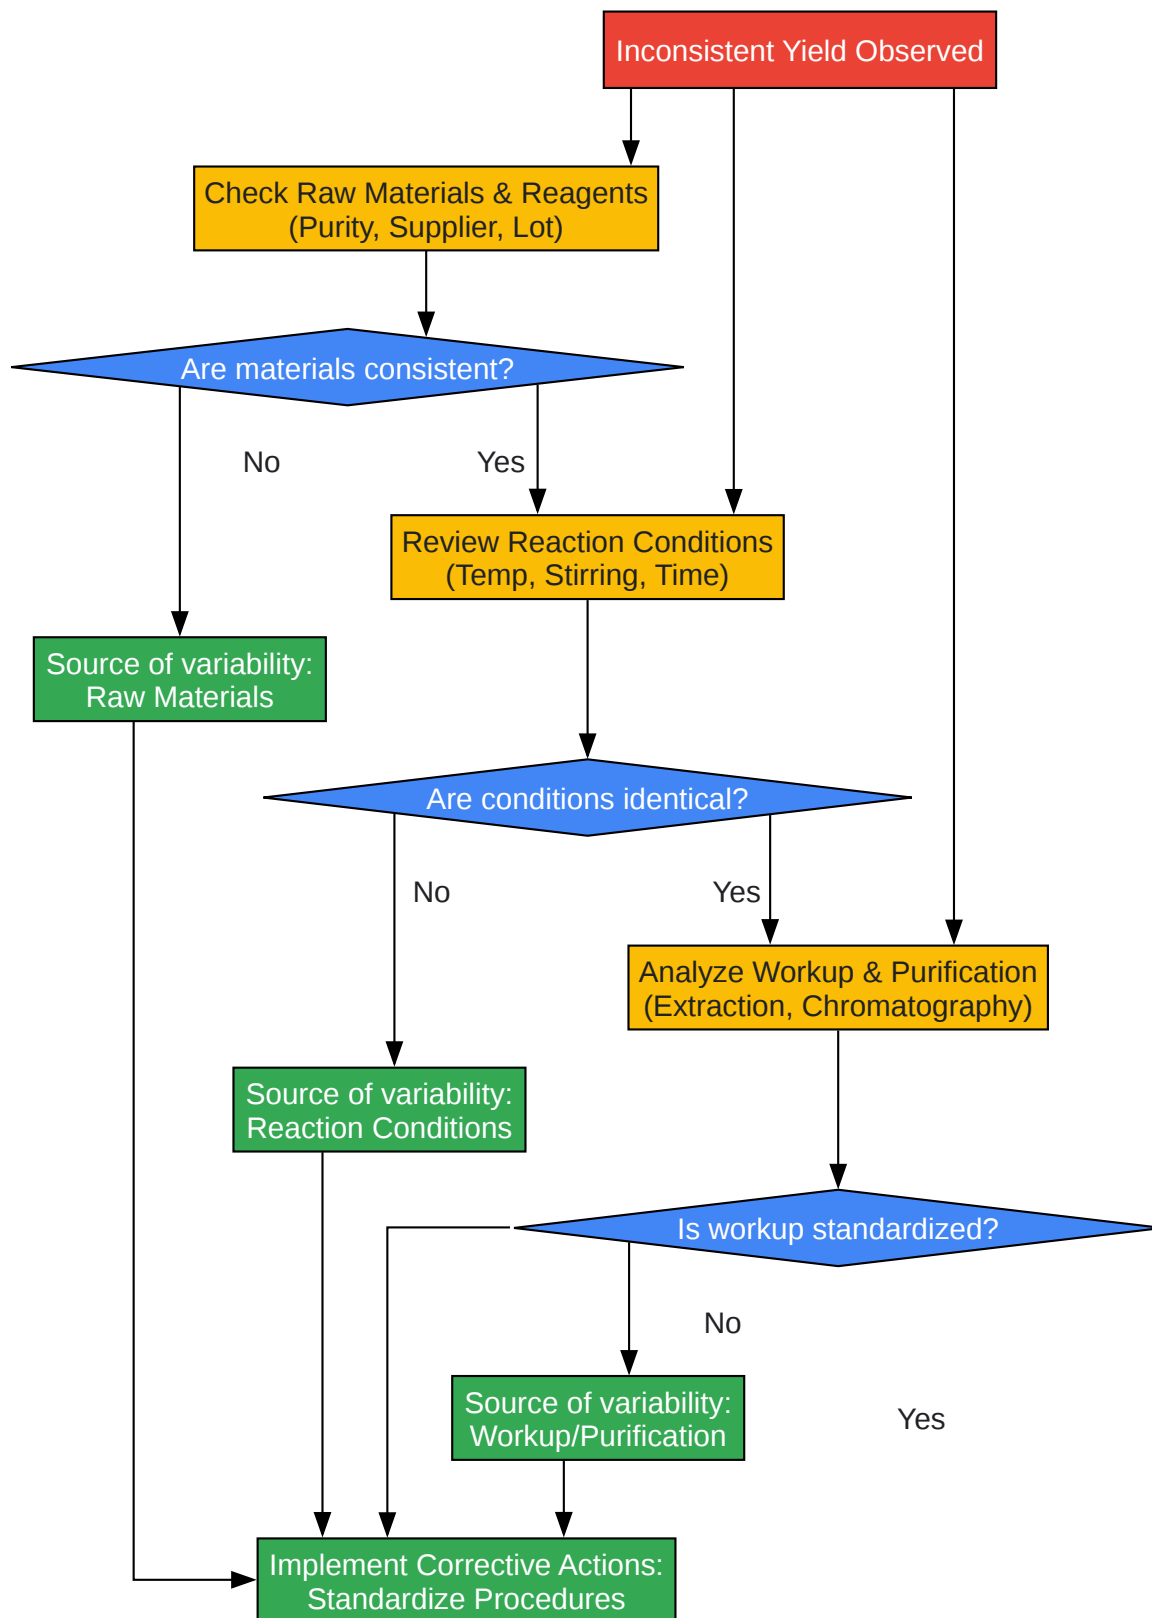 Inconsistent Yield Observed
Check Raw Materials & Reagents
(Purity, Supplier, Lot)
Are materials consistent?
No
Yes
Review Reaction Conditions
(Temp, Stirring, Time)
Source of variability:
Raw Materials
Are conditions identical?
No
Yes
Analyze Workup & Purification
(Extraction, Chromatography)
Source of variability:
Reaction Conditions
Is workup standardized?
No
Source of variability:
Workup/Purification
Yes
Implement Corrective Actions:
Standardize Procedures